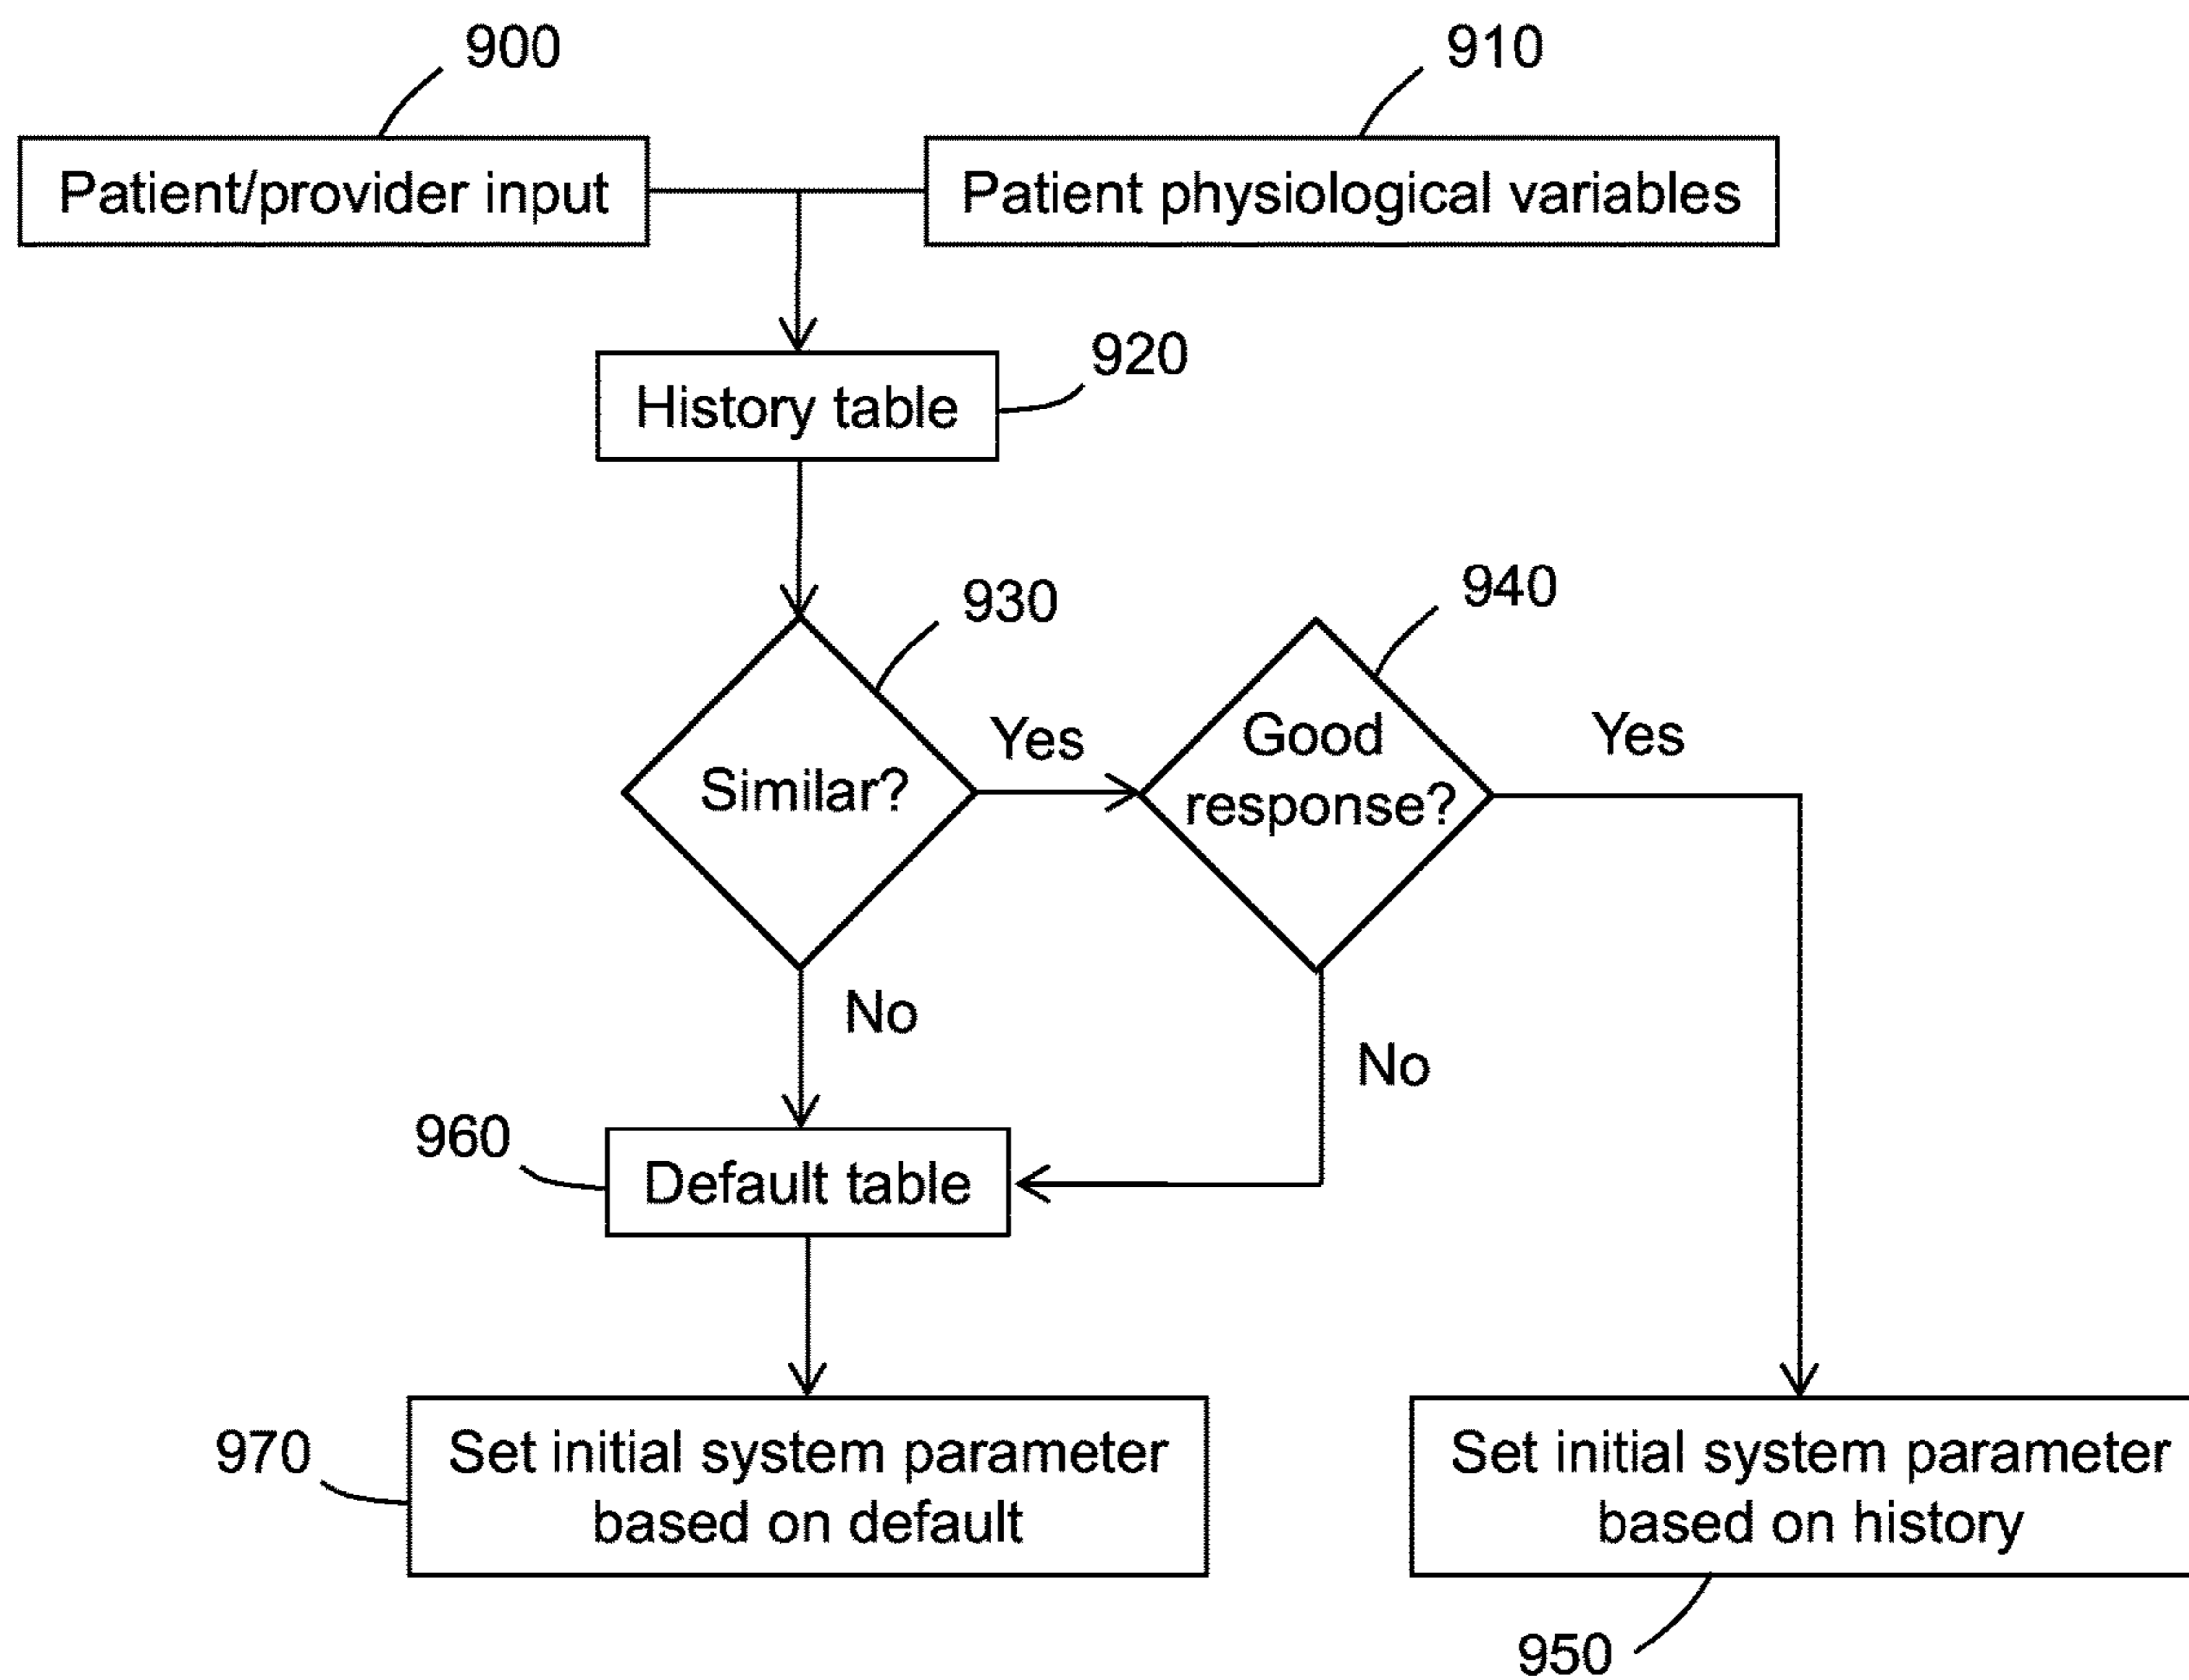 900
910
Patient/provider input
Patient physiological variables
920
History table
930
940
Similar?
Yes
Good
response?
Yes
No
No
960
Default table
970
Set initial system parameter
based on default
Set initial system parameter
based on history
950